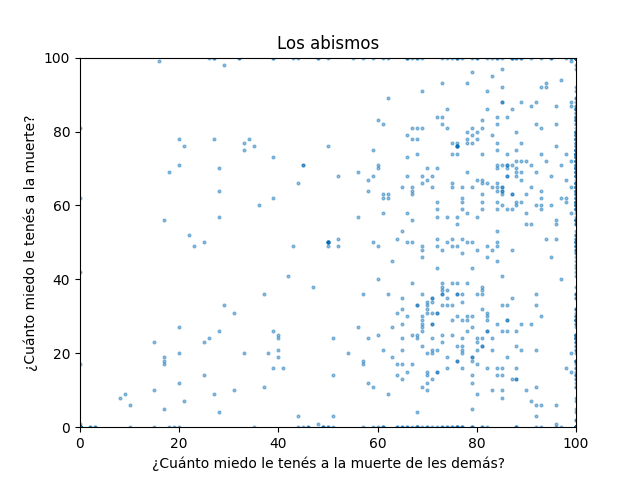 Los abismos
100
80
60
40
20
0
¿Cuánto miedo le tenés a la muerte?
0 20 40 60 80 100
¿Cuánto miedo le tenés a la muerte de les demás?